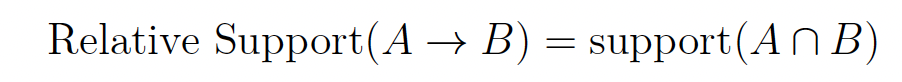 Relative Support(A → B) = support(A ∩ B)